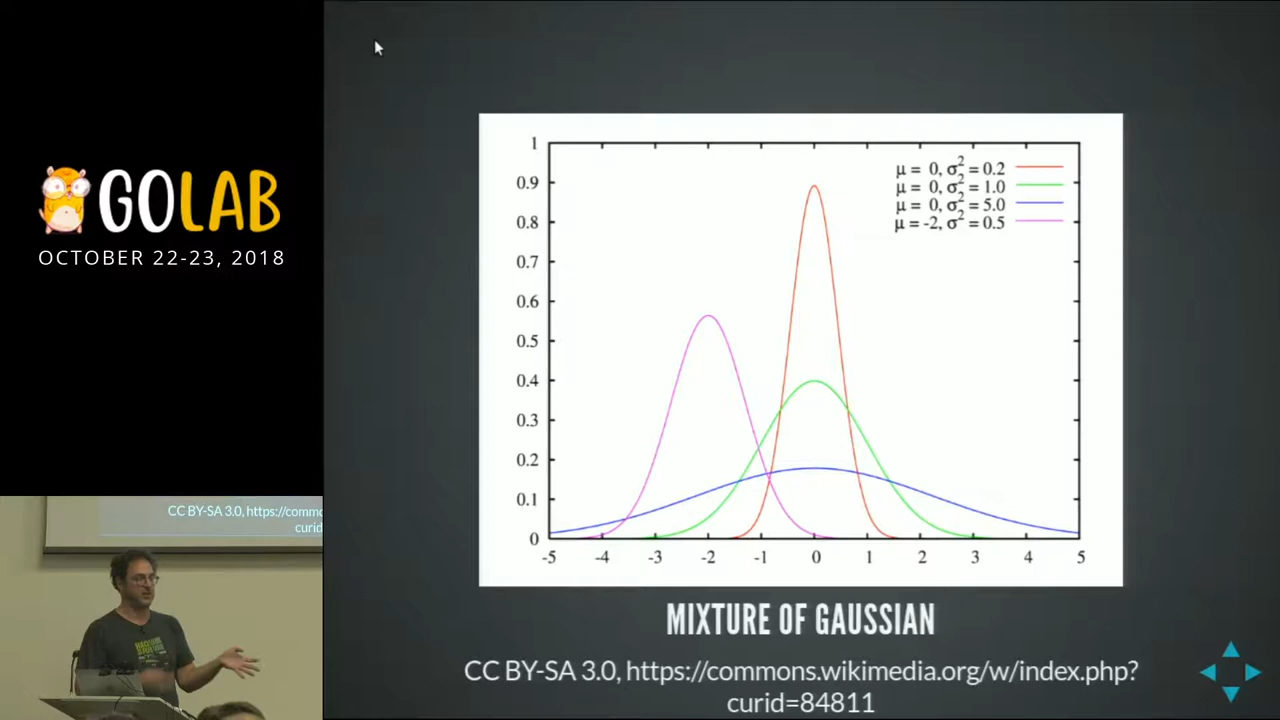 GOLAB
OCTOBER 22-23, 2018
1
0.9
0.8
0.7
0.6
0.5
0.4
0.3
0.2
0.1
0
-5 -4 -3 -2 -1 0 1 2 3 4 5
μ = 0, σ² = 0.2
μ = 0, σ² = 1.0
μ = 0, σ² = 5.0
μ = -2, σ² = 0.5
MIXTURE OF GAUSSIAN
CC BY-SA 3.0, https://commons.wikimedia.org/w/index.php?
curid=84811
CC BY-SA 3.0, https://commo
curid